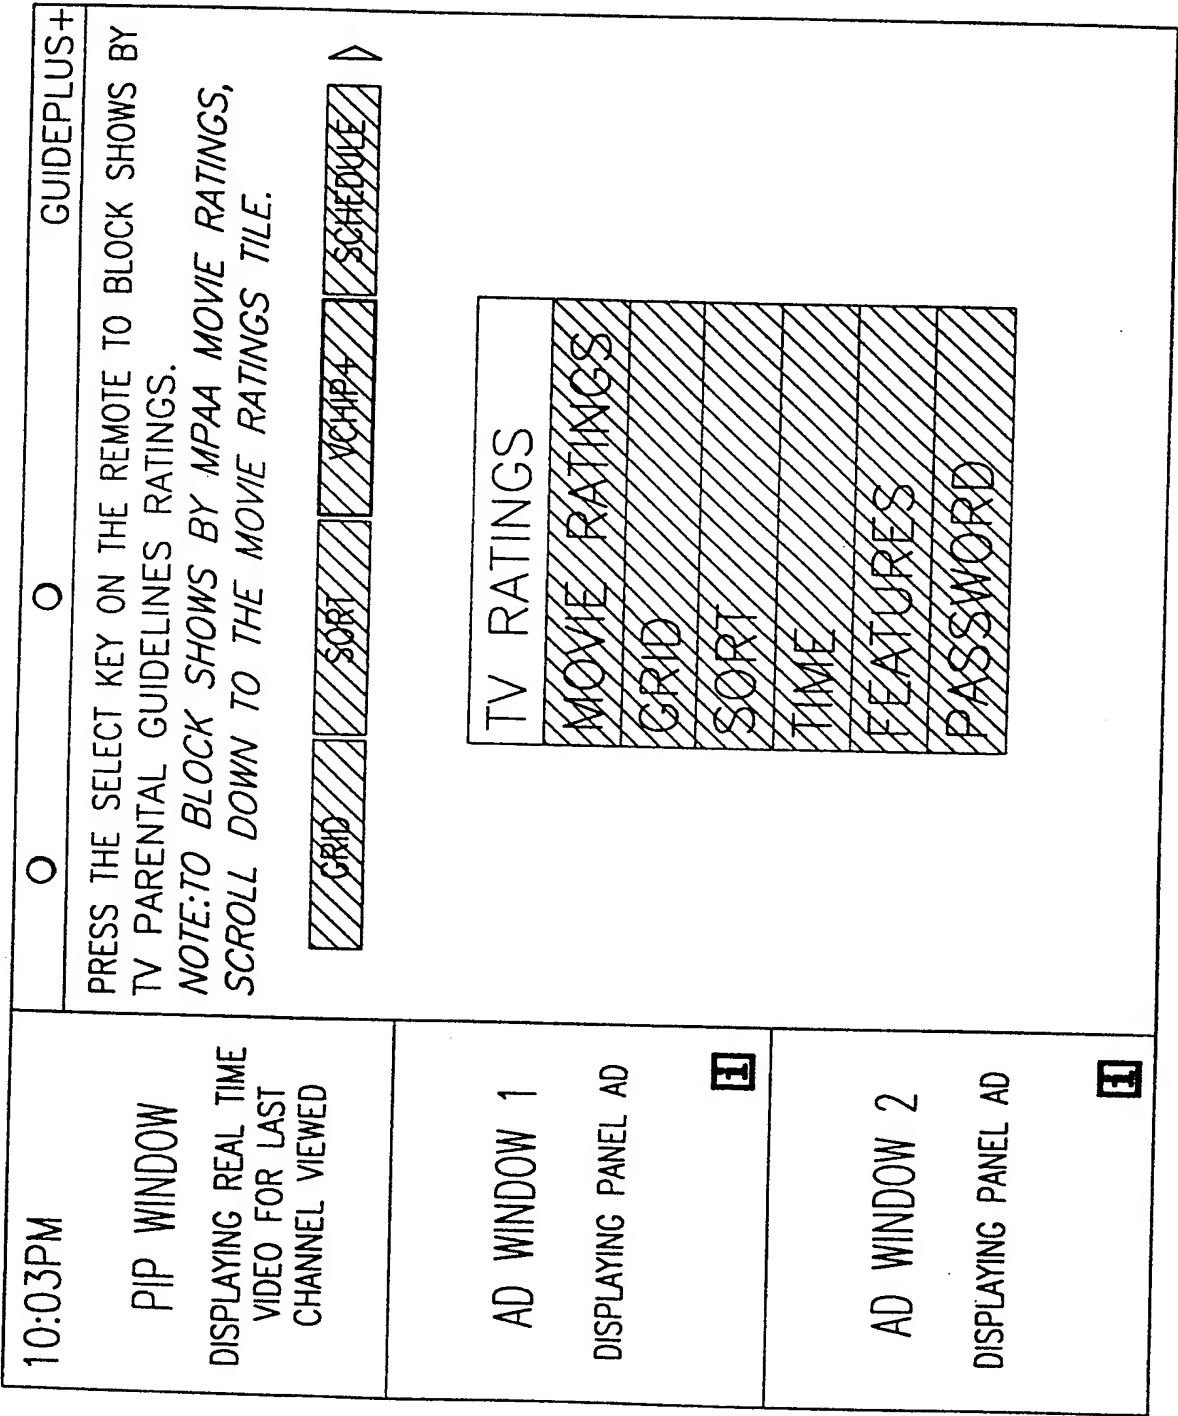 10:03PM
PIP WINDOW
DISPLAYING REAL TIME
VIDEO FOR LAST
CHANNEL VIEWED
AD WINDOW 1
DISPLAYING PANEL AD
i
AD WINDOW 2
DISPLAYING PANEL AD
i
GUIDEPLUS+
PRESS THE SELECT KEY ON THE REMOTE TO BLOCK SHOWS BY
TV PARENTAL GUIDELINES RATINGS.
NOTE:TO BLOCK SHOWS BY MPAA MOVIE RATINGS,
SCROLL DOWN TO THE MOVIE RATINGS TILE.
GRID SORT VCHIP+ SCHEDULE
TV RATINGS
MOVIE RATINGS
GRID
SORT
TIME
FEATURES
PASSWORD